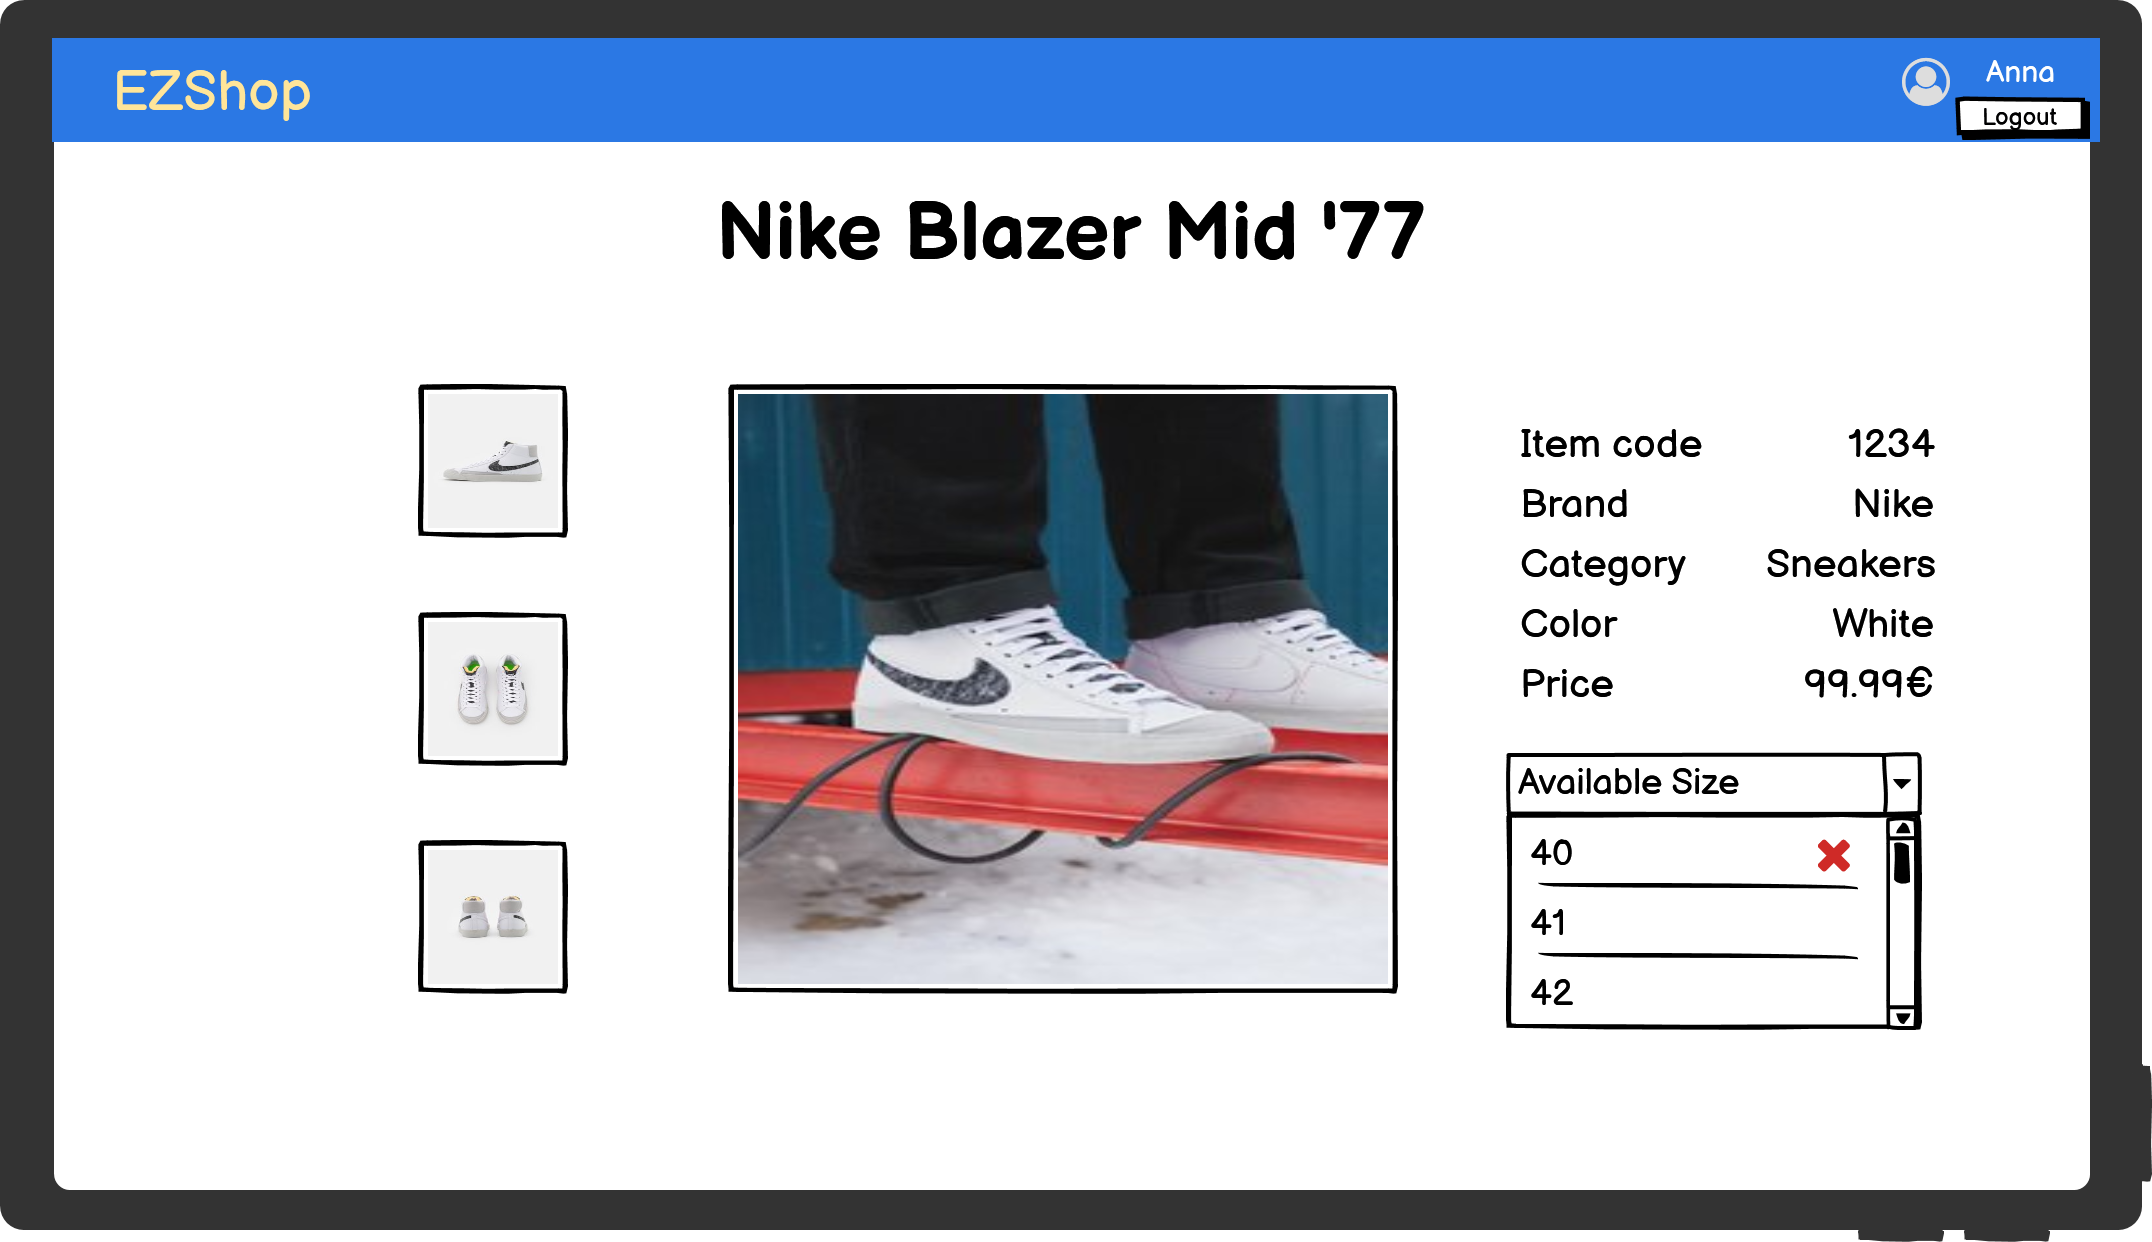 EZShop
Anna
Logout
Nike Blazer Mid '77
Item code 1234
Brand Nike
Category Sneakers
Color White
Price 99.99€
Available Size
40
41
42